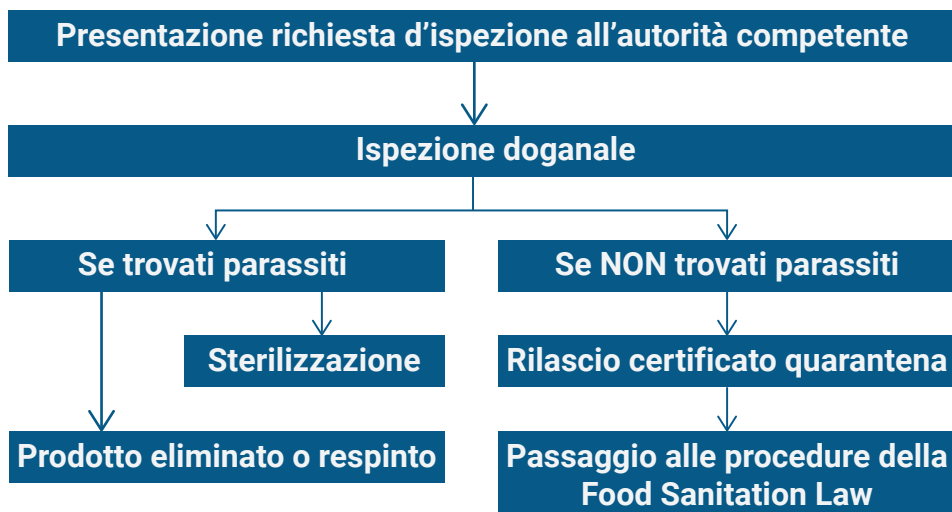 Presentazione richiesta d’ispezione all’autorità competente
Ispezione doganale
Se trovati parassiti
Se NON trovati parassiti
Sterilizzazione
Rilascio certificato quarantena
Prodotto eliminato o respinto
Passaggio alle procedure della
Food Sanitation Law